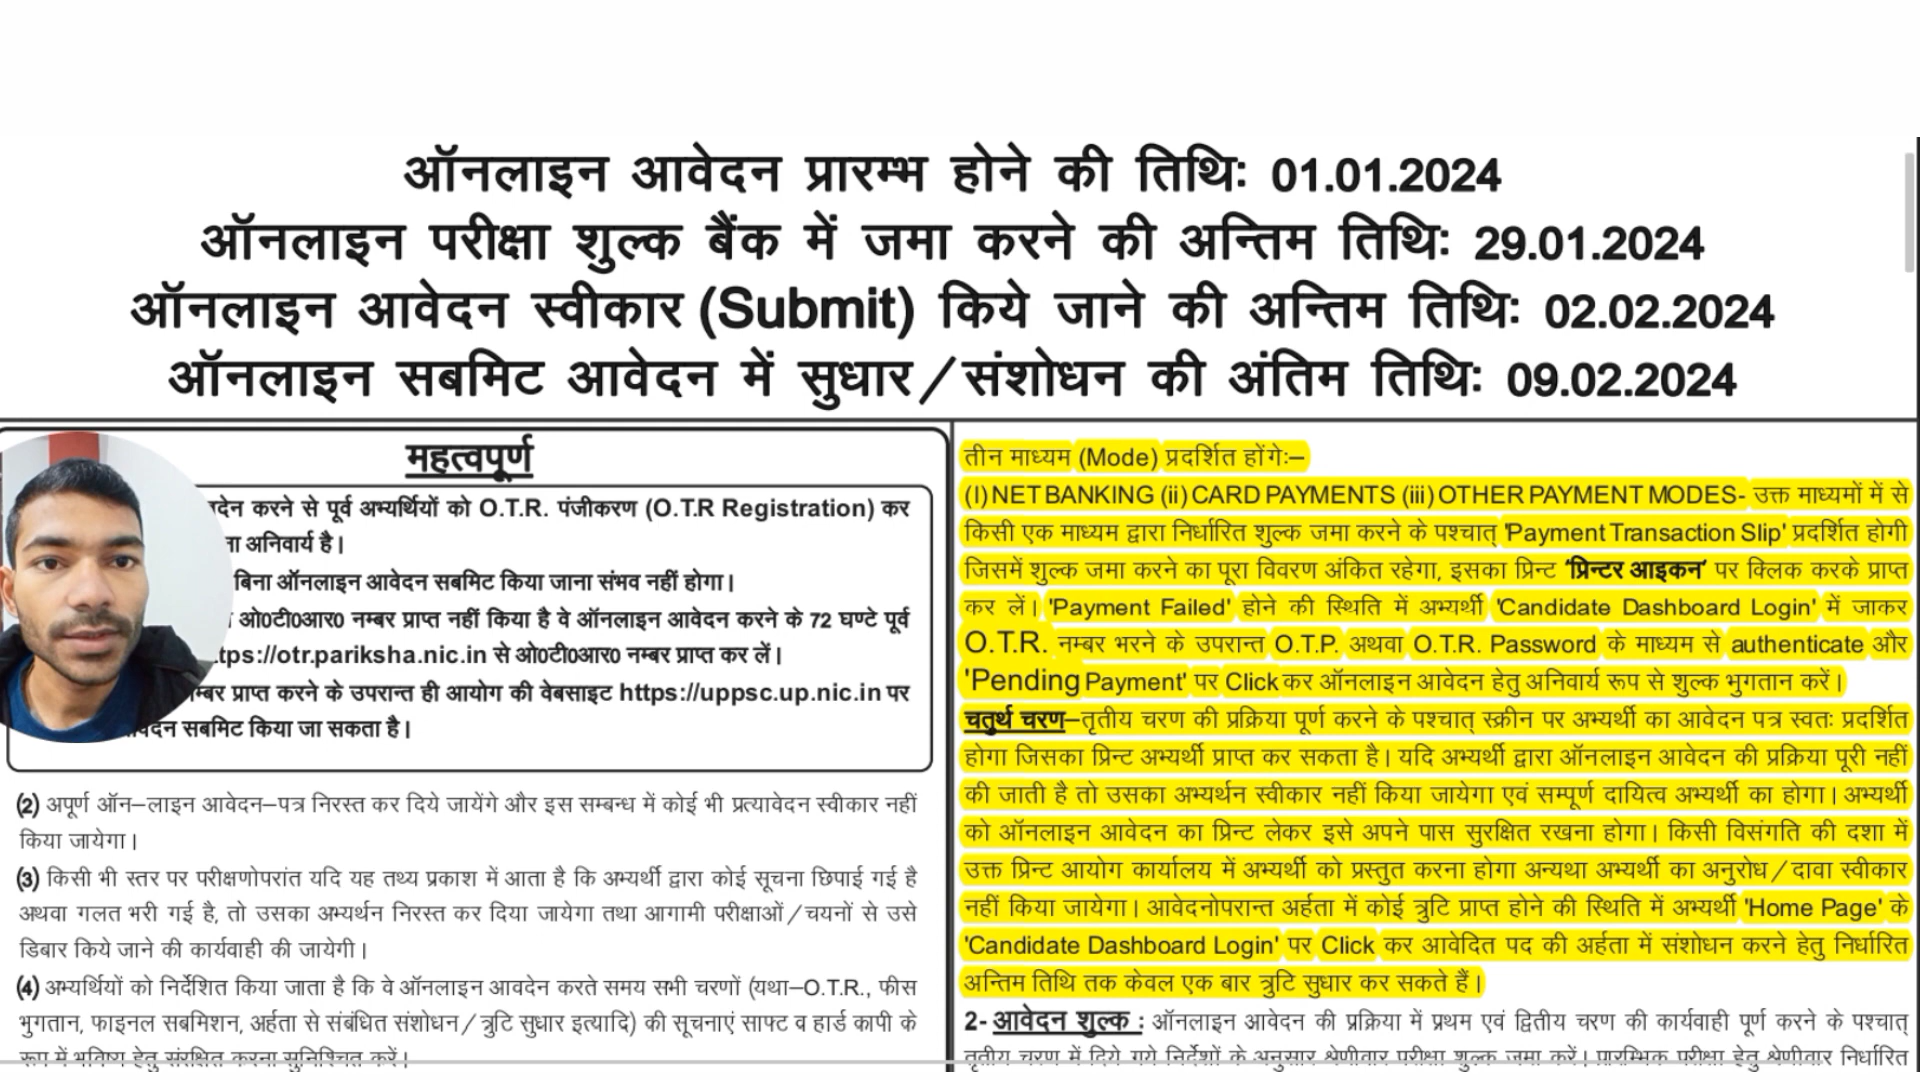 ऑनलाइन आवेदन प्रारम्भ होने की तिथिः 01.01.2024
ऑनलाइन परीक्षा शुल्क बैंक में जमा करने की अन्तिम तिथिः 29.01.2024
ऑनलाइन आवेदन स्वीकार (Submit) किये जाने की अन्तिम तिथिः 02.02.2024
ऑनलाइन सबमिट आवेदन में सुधार/संशोधन की अंतिम तिथिः 09.02.2024
महत्वपूर्ण
करने से पूर्व अभ्यर्थियों को O.T.R. पंजीकरण (O.T.R Registration) कर
अनिवार्य है।
बिना ऑनलाइन आवेदन सबमिट किया जाना संभव नहीं होगा।
ओ0टी0आर0 नम्बर प्राप्त नहीं किया है वे ऑनलाइन आवेदन करने के 72 घण्टे पूर्व
tps://otr.pariksha.nic.in से ओ0टी0आर0 नम्बर प्राप्त कर लें।
म्बर प्राप्त करने के उपरान्त ही आयोग की वेबसाइट https://uppsc.up.nic.in पर
सबमिट किया जा सकता है।
(2) अपूर्ण ऑन–लाइन आवेदन–पत्र निरस्त कर दिये जायेंगे और इस सम्बन्ध में कोई भी प्रत्यावेदन स्वीकार नहीं
किया जायेगा।
(3) किसी भी स्तर पर परीक्षणोपरांत यदि यह तथ्य प्रकाश में आता है कि अभ्यर्थी द्वारा कोई सूचना छिपाई गई है
अथवा गलत भरी गई है, तो उसका अभ्यर्थन निरस्त कर दिया जायेगा तथा आगामी परीक्षाओं/चयनों से उसे
डिबार किये जाने की कार्यवाही की जायेगी।
(4) अभ्यर्थियों को निर्देशित किया जाता है कि वे ऑनलाइन आवदेन करते समय सभी चरणों (यथा–O.T.R., फीस
भुगतान, फाइनल सबमिशन, अर्हता से संबंधित संशोधन/त्रुटि सुधार इत्यादि) की सूचनाएं साफ्ट व हार्ड कापी के
रूप में भविष्य हेतु संरक्षित करना सुनिश्चित करें।
तीन माध्यम (Mode) प्रदर्शित होंगेः–
(I) NET BANKING (ii) CARD PAYMENTS (iii) OTHER PAYMENT MODES- उक्त माध्यमों में से
किसी एक माध्यम द्वारा निर्धारित शुल्क जमा करने के पश्चात् 'Payment Transaction Slip' प्रदर्शित होगी
जिसमें शुल्क जमा करने का पूरा विवरण अंकित रहेगा, इसका प्रिन्ट 'प्रिन्टर आइकन' पर क्लिक करके प्राप्त
कर लें। 'Payment Failed' होने की स्थिति में अभ्यर्थी 'Candidate Dashboard Login' में जाकर
O.T.R. नम्बर भरने के उपरान्त O.T.P. अथवा O.T.R. Password के माध्यम से authenticate और
'Pending Payment' पर Click कर ऑनलाइन आवेदन हेतु अनिवार्य रूप से शुल्क भुगतान करें।
चतुर्थ चरण–तृतीय चरण की प्रक्रिया पूर्ण करने के पश्चात् स्क्रीन पर अभ्यर्थी का आवेदन पत्र स्वतः प्रदर्शित
होगा जिसका प्रिन्ट अभ्यर्थी प्राप्त कर सकता है। यदि अभ्यर्थी द्वारा ऑनलाइन आवेदन की प्रक्रिया पूरी नहीं
की जाती है तो उसका अभ्यर्थन स्वीकार नहीं किया जायेगा एवं सम्पूर्ण दायित्व अभ्यर्थी का होगा। अभ्यर्थी
को ऑनलाइन आवेदन का प्रिन्ट लेकर इसे अपने पास सुरक्षित रखना होगा। किसी विसंगति की दशा में
उक्त प्रिन्ट आयोग कार्यालय में अभ्यर्थी को प्रस्तुत करना होगा अन्यथा अभ्यर्थी का अनुरोध/दावा स्वीकार
नहीं किया जायेगा। आवेदनोपरान्त अर्हता में कोई त्रुटि प्राप्त होने की स्थिति में अभ्यर्थी 'Home Page' के
'Candidate Dashboard Login' पर Click कर आवेदित पद की अर्हता में संशोधन करने हेतु निर्धारित
अन्तिम तिथि तक केवल एक बार त्रुटि सुधार कर सकते हैं।
2- आवेदन शुल्क : ऑनलाइन आवेदन की प्रक्रिया में प्रथम एवं द्वितीय चरण की कार्यवाही पूर्ण करने के पश्चात्
तृतीय चरण में दिये गये निर्देशों के अनुसार श्रेणीवार परीक्षा शुल्क जमा करें। प्रारम्भिक परीक्षा हेतु श्रेणीवार निर्धारित